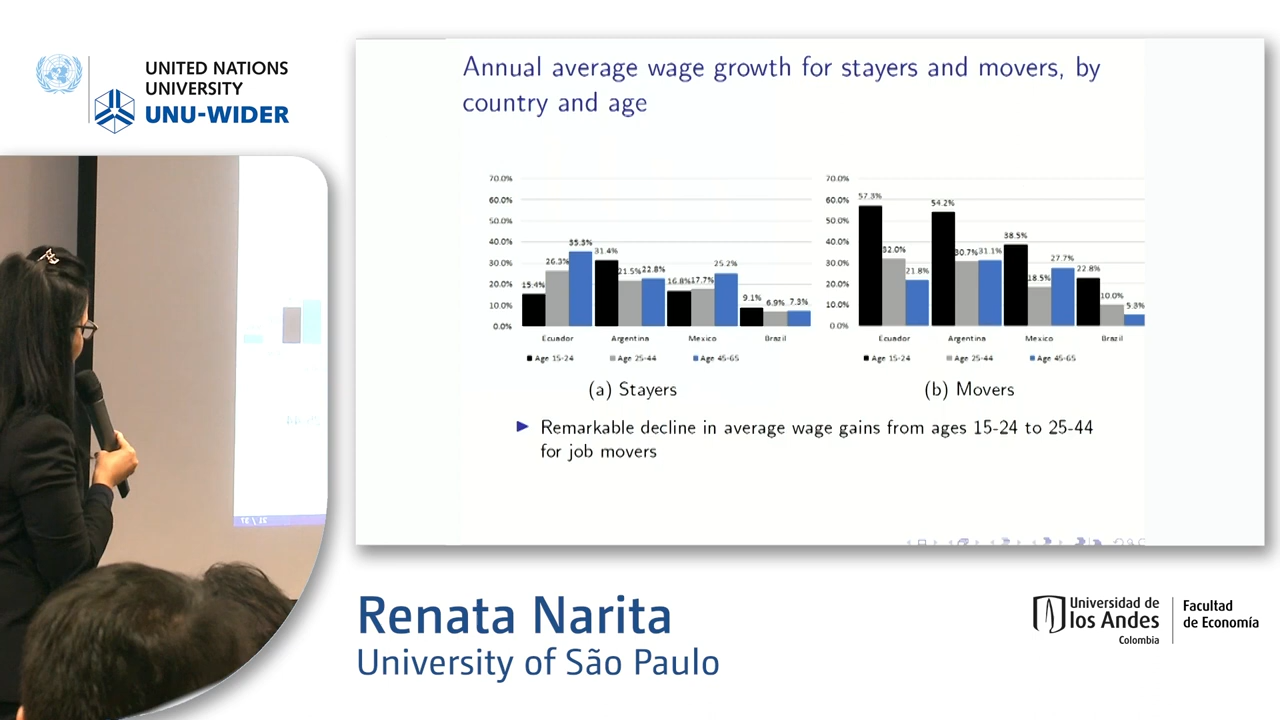 UNITED NATIONS
UNIVERSITY
UNU-WIDER
Annual average wage growth for stayers and movers, by
country and age
70.0%
60.0%
50.0%
40.0%
30.0%
20.0%
10.0%
0.0%
15.4%
26.3%
35.3%
31.4%
21.5%
22.8%
16.8%
17.7%
25.2%
9.1%
6.9%
7.3%
Ecuador
Argentina
Mexico
Brazil
Age 15-24
Age 25-44
Age 45-65
(a) Stayers
70.0%
60.0%
50.0%
40.0%
30.0%
20.0%
10.0%
0.0%
57.3%
32.0%
21.8%
54.2%
30.7%
31.1%
38.5%
18.5%
27.7%
22.8%
10.0%
5.3%
Ecuador
Argentina
Mexico
Brazil
Age 15-24
Age 25-44
Age 45-65
(b) Movers
Remarkable decline in average wage gains from ages 15-24 to 25-44
for job movers
Renata Narita
University of São Paulo
Universidad de
los Andes
Colombia
Facultad
de Economía